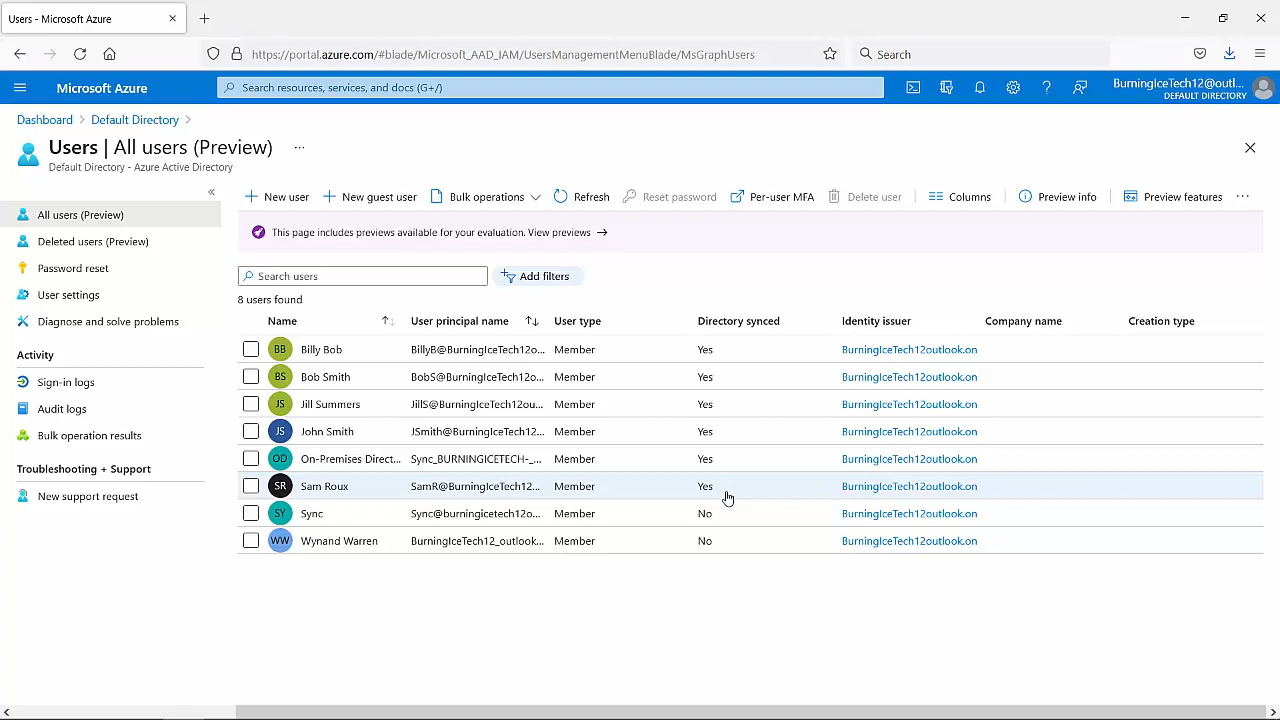 Users - Microsoft Azure
https://portal.azure.com/#blade/Microsoft_AAD_IAM/UsersManagementMenuBlade/MsGraphUsers
Search
Microsoft Azure
Search resources, services, and docs (G+/)
BurningIceTech12@outl...
DEFAULT DIRECTORY
Dashboard > Default Directory >
Users | All users (Preview) ...
Default Directory - Azure Active Directory
All users (Preview)
Deleted users (Preview)
Password reset
User settings
Diagnose and solve problems
Activity
Sign-in logs
Audit logs
Bulk operation results
Troubleshooting + Support
New support request
New user New guest user Bulk operations Refresh Reset password Per-user MFA Delete user Columns Preview info Preview features ...
This page includes previews available for your evaluation. View previews →
Search users
Add filters
8 users found
Name User principal name User type Directory synced Identity issuer Company name Creation type
BB Billy Bob BillyB@BurningIceTech12o... Member Yes BurningIceTech12outlook.on
BS Bob Smith BobS@BurningIceTech12o... Member Yes BurningIceTech12outlook.on
JS Jill Summers JillS@BurningIceTech12ou... Member Yes BurningIceTech12outlook.on
JS John Smith JSmith@BurningIceTech12... Member Yes BurningIceTech12outlook.on
OD On-Premises Direct... Sync_BURNINGICETECH-_... Member Yes BurningIceTech12outlook.on
SR Sam Roux SamR@BurningIceTech12... Member Yes BurningIceTech12outlook.on
SY Sync Sync@burningicetech12o... Member No BurningIceTech12outlook.on
WW Wynand Warren BurningIceTech12_outlook... Member No BurningIceTech12outlook.on